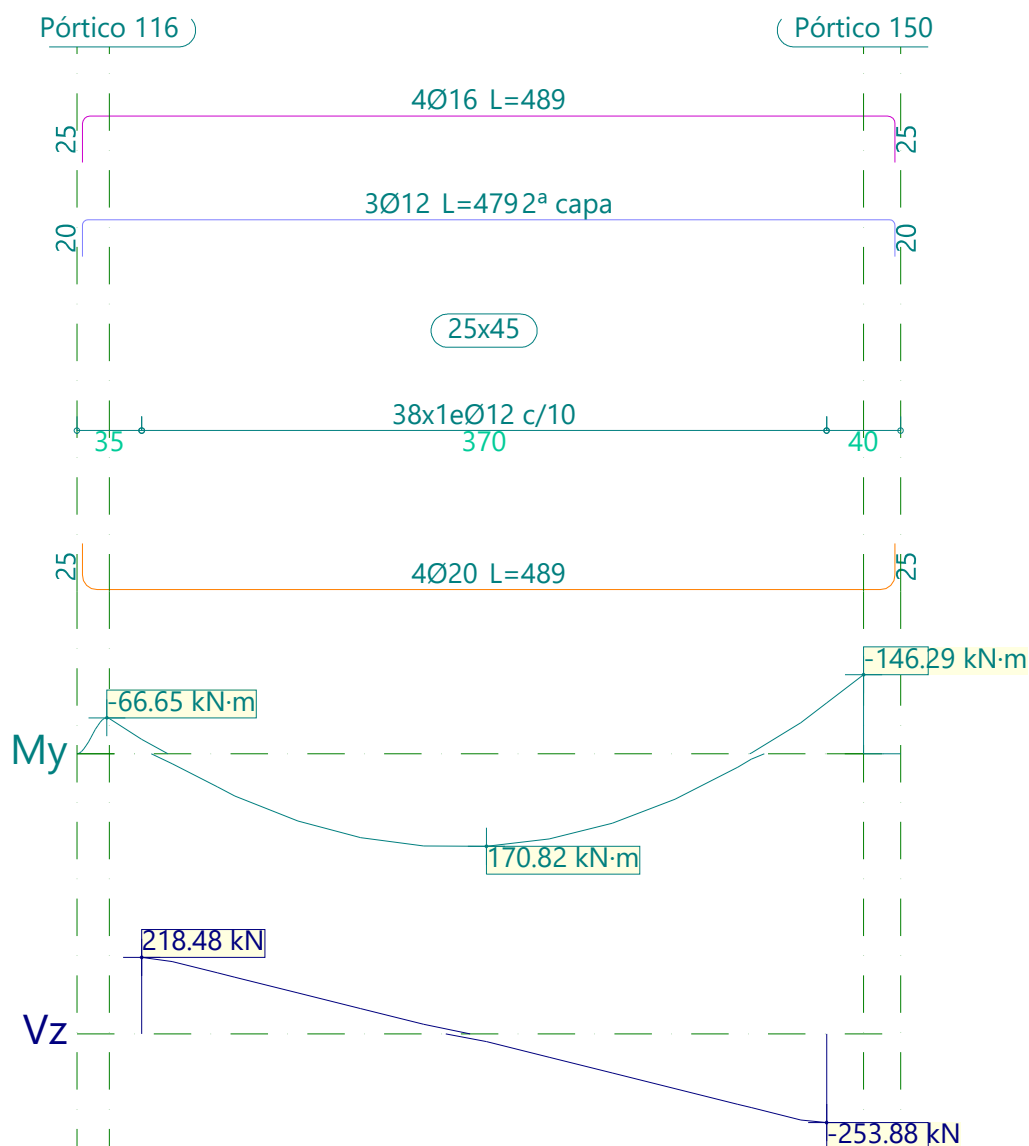 Pórtico 116
Pórtico 150
4Ø16 L=489
25
25
3Ø12 L=479 2ª capa
20
20
25x45
38x1eØ12 c/10
35
370
40
25
4Ø20 L=489
25
-146.29 kN·m
-66.65 kN·m
My
170.82 kN·m
218.48 kN
Vz
-253.88 kN